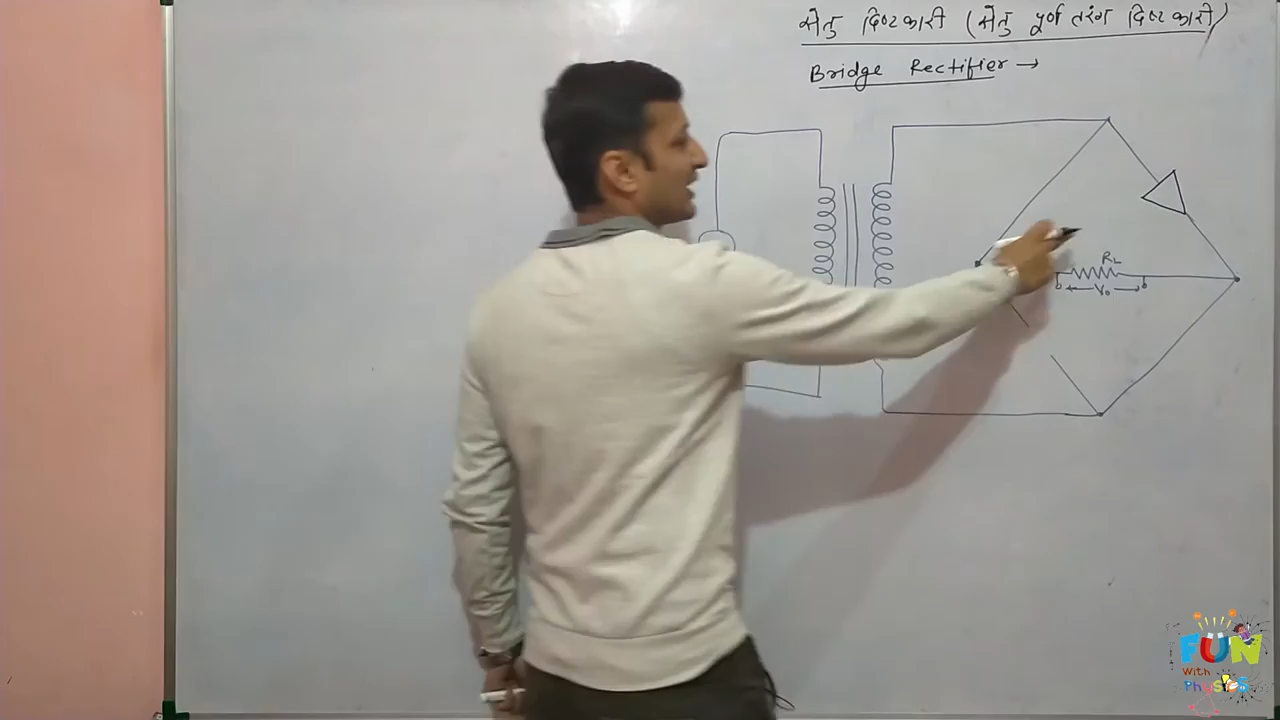 सेतु दिष्टकारी (सेतु पूर्ण तरंग दिष्टकारी)
Bridge Rectifier →
RL
V₀
FUN
With
Physics